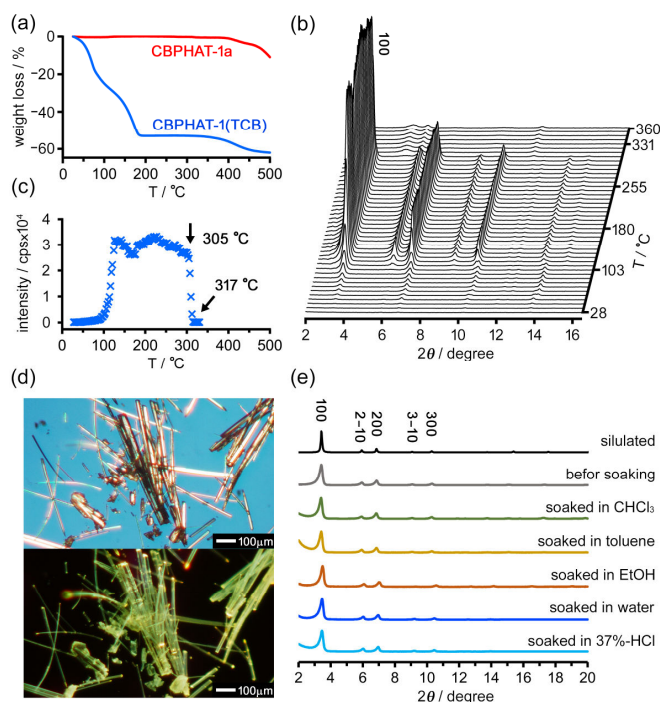 (a)
0
−20
−40
−60
weight loss / %
CBPHAT-1a
CBPHAT-1(TCB)
0 100 200 300 400 500
T / °C
(b)
100
360
331
255
180
103
28
T / °C
2 4 6 8 10 12 14 16
2θ / degree
(c)
4
3
2
1
0
intensity / cps×10⁴
305 °C
317 °C
0 100 200 300 400 500
T / °C
(d)
100μm
100μm
(e)
100 2-10 200 3-10 300
silulated
befor soaking
soaked in CHCl₃
soaked in toluene
soaked in EtOH
soaked in water
soaked in 37%-HCl
2 4 6 8 10 12 14 16 18 20
2θ / degree